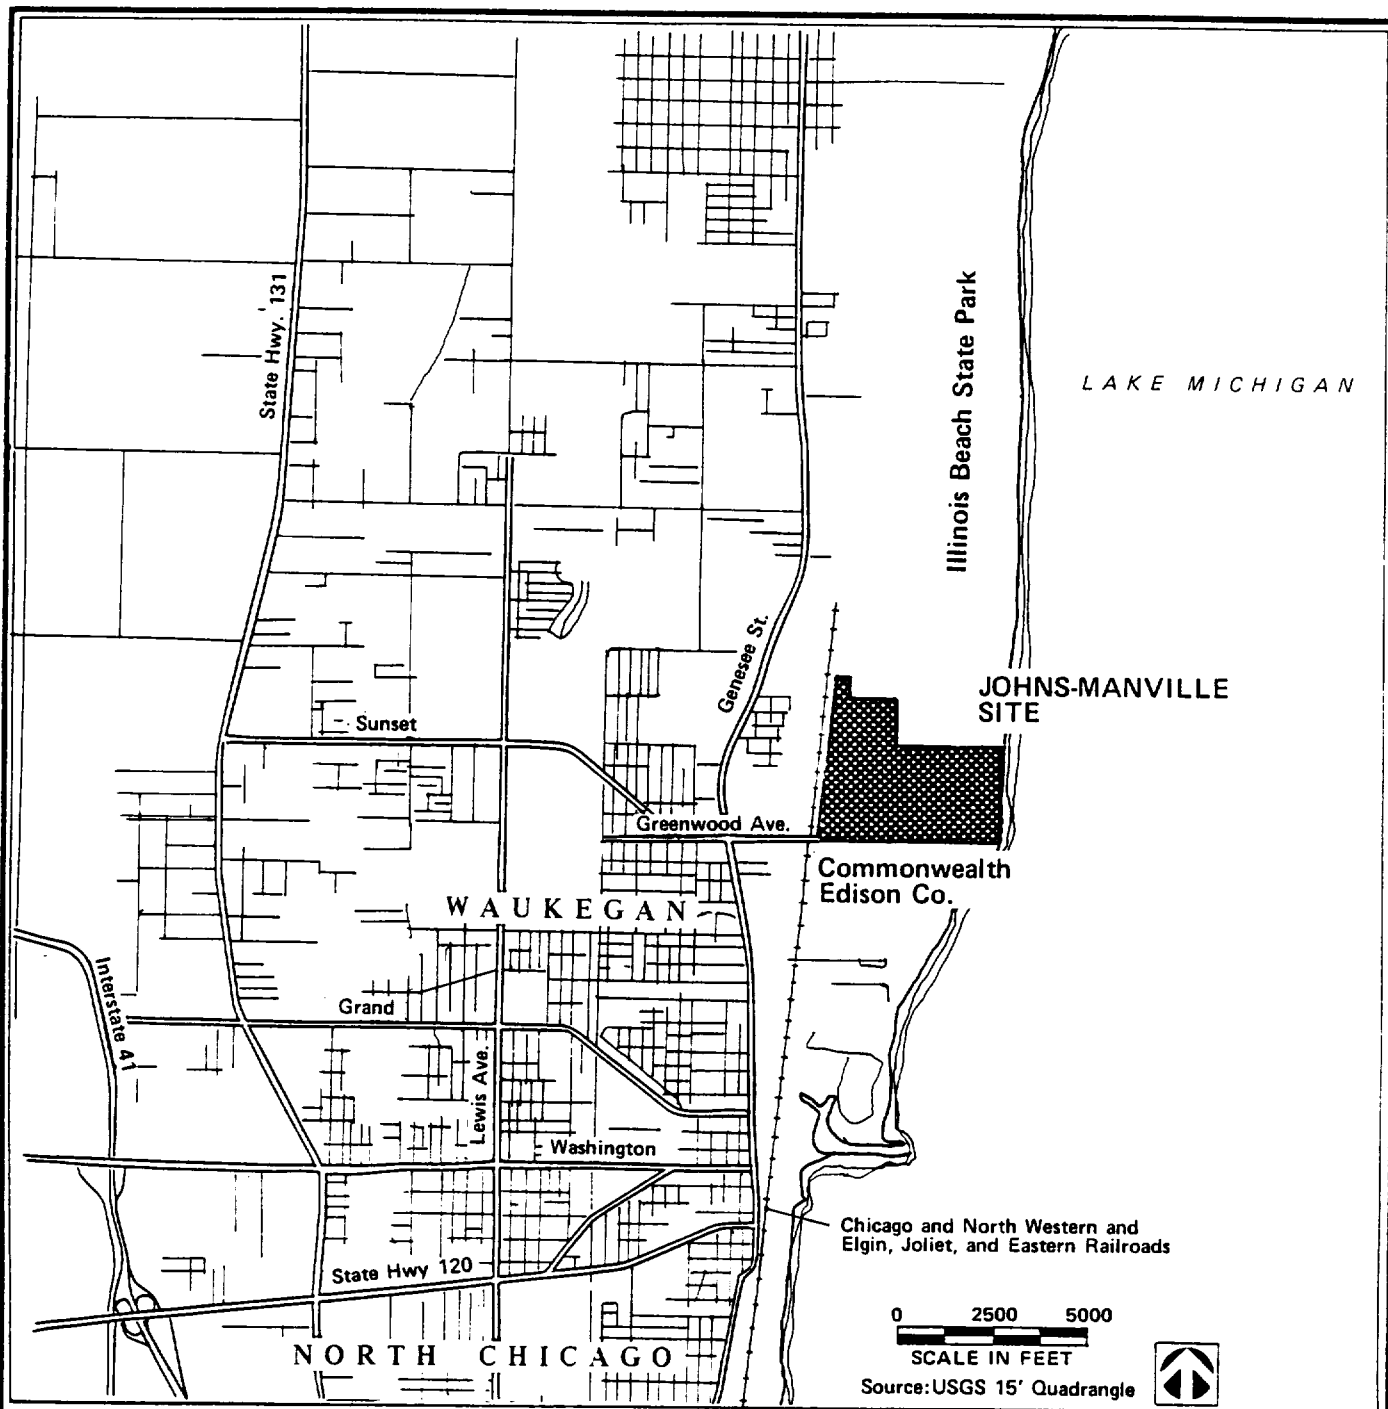 State Hwy. 131
Illinois Beach State Park
LAKE MICHIGAN
Genesee St.
JOHNS-MANVILLE
SITE
Sunset
Greenwood Ave.
Commonwealth
Edison Co.
WAUKEGAN
Interstate 41
Grand
Lewis Ave.
Washington
Chicago and North Western and
Elgin, Joliet, and Eastern Railroads
State Hwy 120
NORTH CHICAGO
0 2500 5000
SCALE IN FEET
Source: USGS 15' Quadrangle